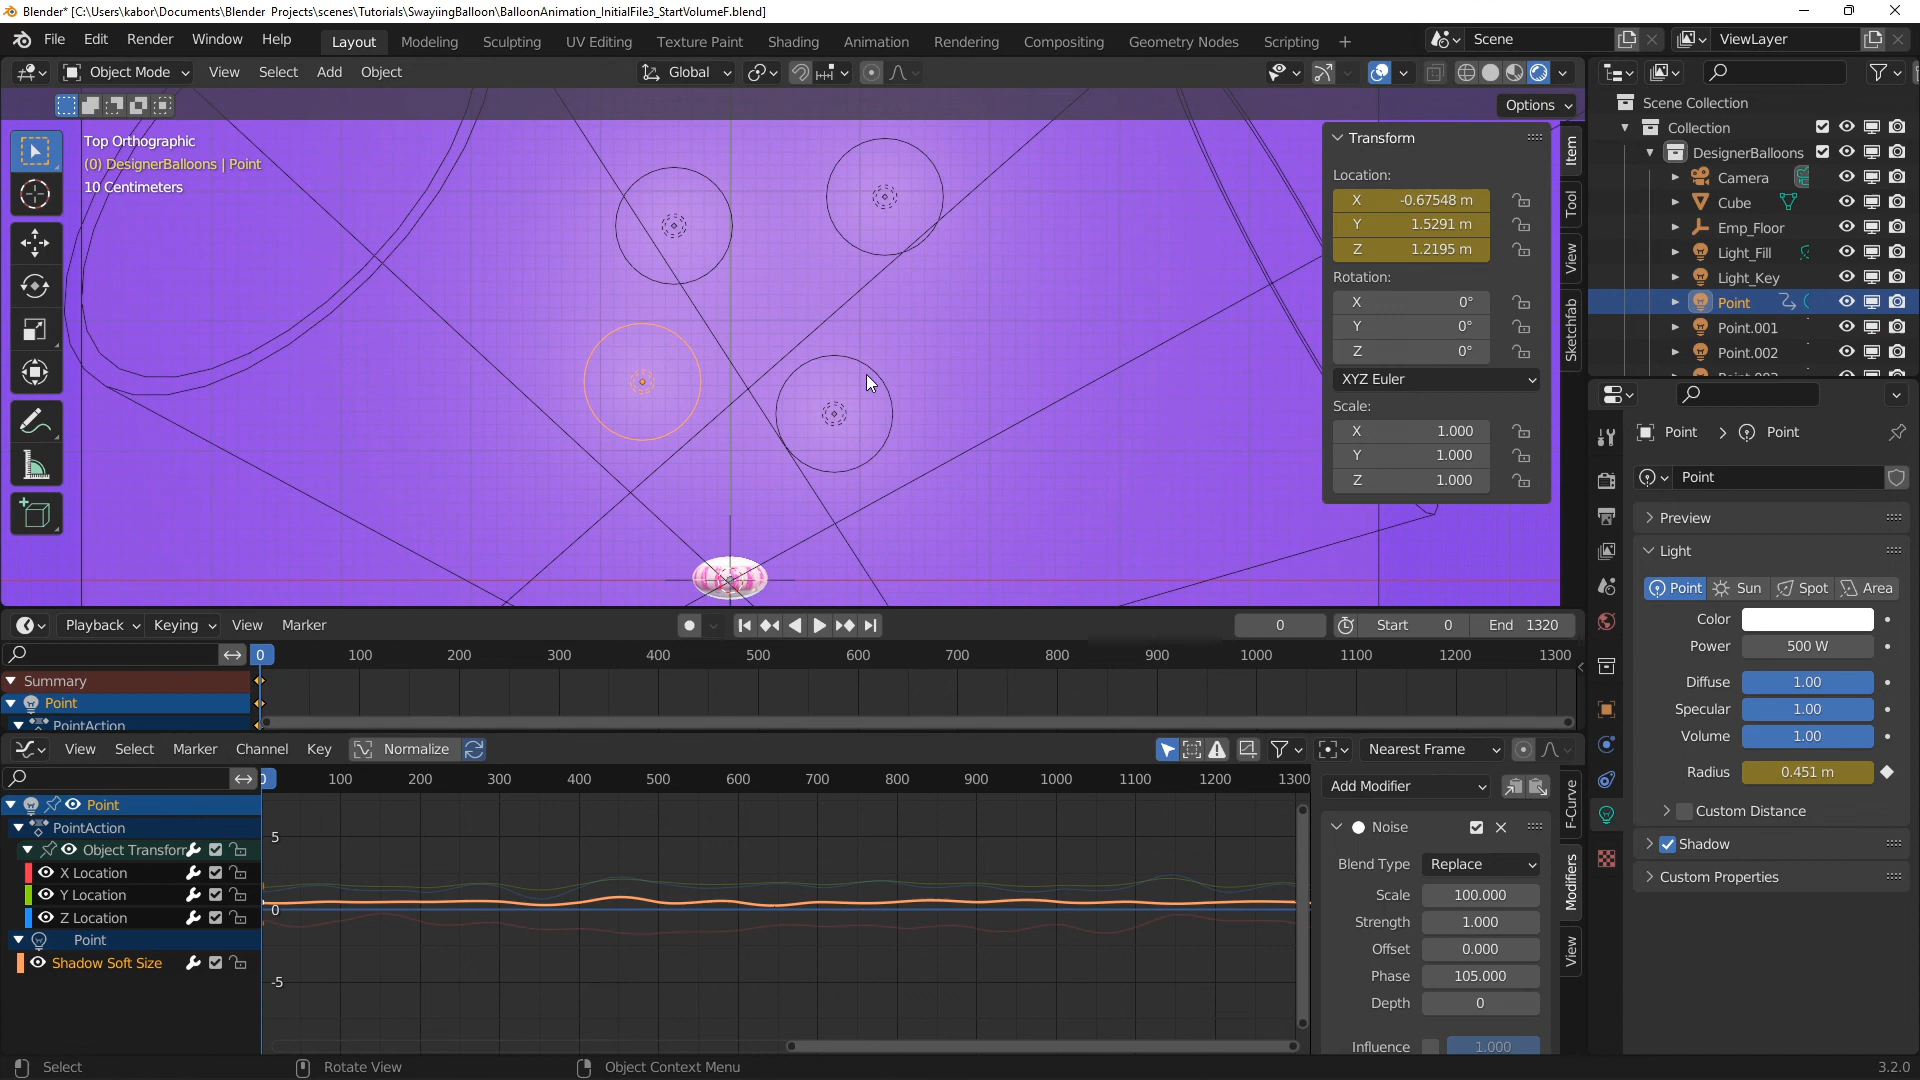 Blender* [C:\Users\kabor\Documents\Blender Projects\scenes\Tutorials\SwayiingBalloon\BalloonAnimation_InitialFile3_StartVolumeF.blend]
File Edit Render Window Help Layout Modeling Sculpting UV Editing Texture Paint Shading Animation Rendering Compositing Geometry Nodes Scripting + Scene ViewLayer
Object Mode View Select Add Object Global
Options
Top Orthographic
(0) DesignerBalloons | Point
10 Centimeters
Transform
Location:
X -0.67548 m
Y 1.5291 m
Z 1.2195 m
Rotation:
X 0°
Y 0°
Z 0°
XYZ Euler
Scale:
X 1.000
Y 1.000
Z 1.000
Item
Tool
View
Sketchfab
Scene Collection
Collection
DesignerBalloons
Camera
Cube
Emp_Floor
Light_Fill
Light_Key
Point
Point.001
Point.002
Point Point
Point
Preview
Light
Point Sun Spot Area
Color
Power 500 W
Diffuse 1.00
Specular 1.00
Volume 1.00
Radius 0.451 m
Custom Distance
Shadow
Custom Properties
Playback Keying View Marker 0 Start 0 End 1320
0 100 200 300 400 500 600 700 800 900 1000 1100 1200 1300
Summary
Point
PointAction
View Select Marker Channel Key Normalize Nearest Frame
100 200 300 400 500 600 700 800 900 1000 1100 1200 1300
Point
PointAction
Object Transform
X Location
Y Location
Z Location
Point
Shadow Soft Size
5
0
-5
Add Modifier
Noise
Blend Type Replace
Scale 100.000
Strength 1.000
Offset 0.000
Phase 105.000
Depth 0
Influence 1.000
F-Curve
Modifiers
View
Select Rotate View Object Context Menu 3.2.0